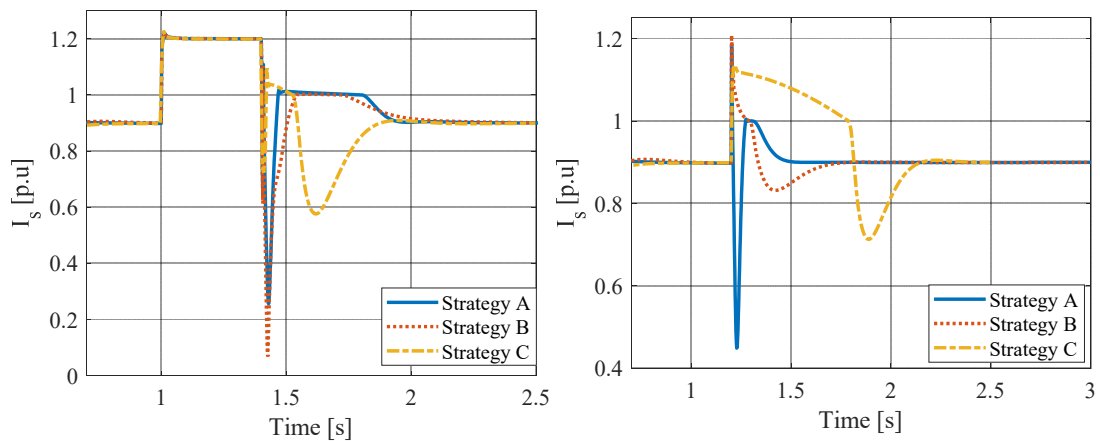 1.2
1
0.8
0.6
0.4
0.2
0
I_s [p.u]
1
1.5
2
2.5
Time [s]
Strategy A
Strategy B
Strategy C
1.2
1
0.8
0.6
0.4
I_s [p.u]
1
1.5
2
2.5
3
Time [s]
Strategy A
Strategy B
Strategy C